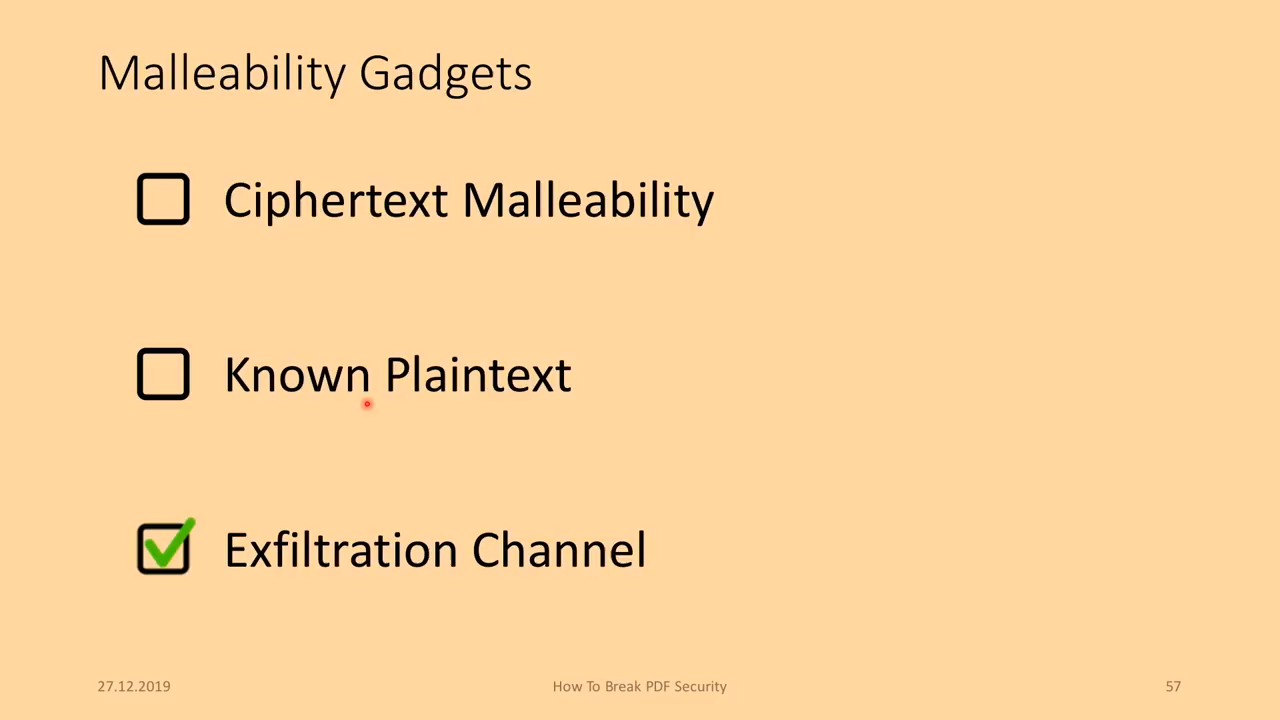 Malleability Gadgets
Ciphertext Malleability
Known Plaintext
Exfiltration Channel
27.12.2019
How To Break PDF Security
57